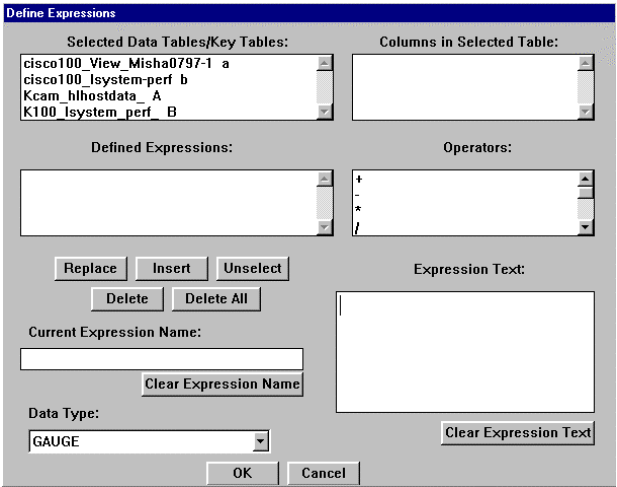 Define Expressions
Selected Data Tables/Key Tables:
cisco100_View_Misha0797-1 a
cisco100_lsystem-perf b
Kcam_hlhostdata_ A
K100_lsystem_perf_ B
Columns in Selected Table:
Defined Expressions:
Operators:
+
-
*
/
Replace
Insert
Unselect
Delete
Delete All
Expression Text:
Current Expression Name:
Clear Expression Name
Data Type:
GAUGE
Clear Expression Text
OK
Cancel